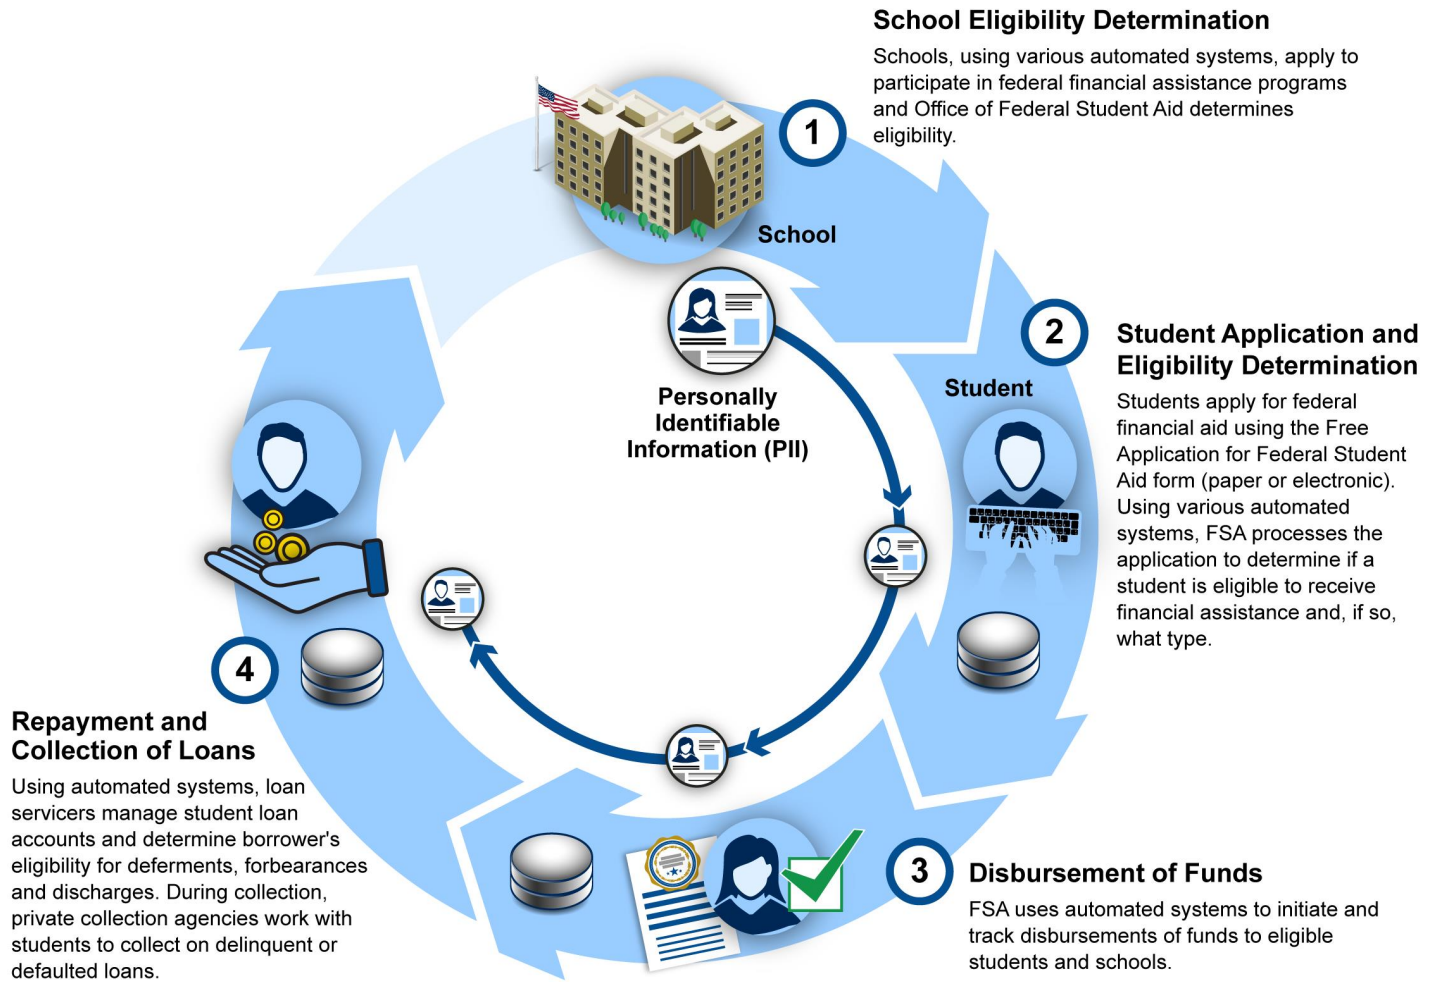 School Eligibility Determination
Schools, using various automated systems, apply to
participate in federal financial assistance programs
and Office of Federal Student Aid determines
eligibility.
1
School
2
Student Application and
Eligibility Determination
Students apply for federal
financial aid using the Free
Application for Federal Student
Aid form (paper or electronic).
Using various automated
systems, FSA processes the
application to determine if a
student is eligible to receive
financial assistance and, if so,
what type.
Student
Personally
Identifiable
Information (PII)
3
Disbursement of Funds
FSA uses automated systems to initiate and
track disbursements of funds to eligible
students and schools.
4
Repayment and
Collection of Loans
Using automated systems, loan
servicers manage student loan
accounts and determine borrower's
eligibility for deferments, forbearances
and discharges. During collection,
private collection agencies work with
students to collect on delinquent or
defaulted loans.